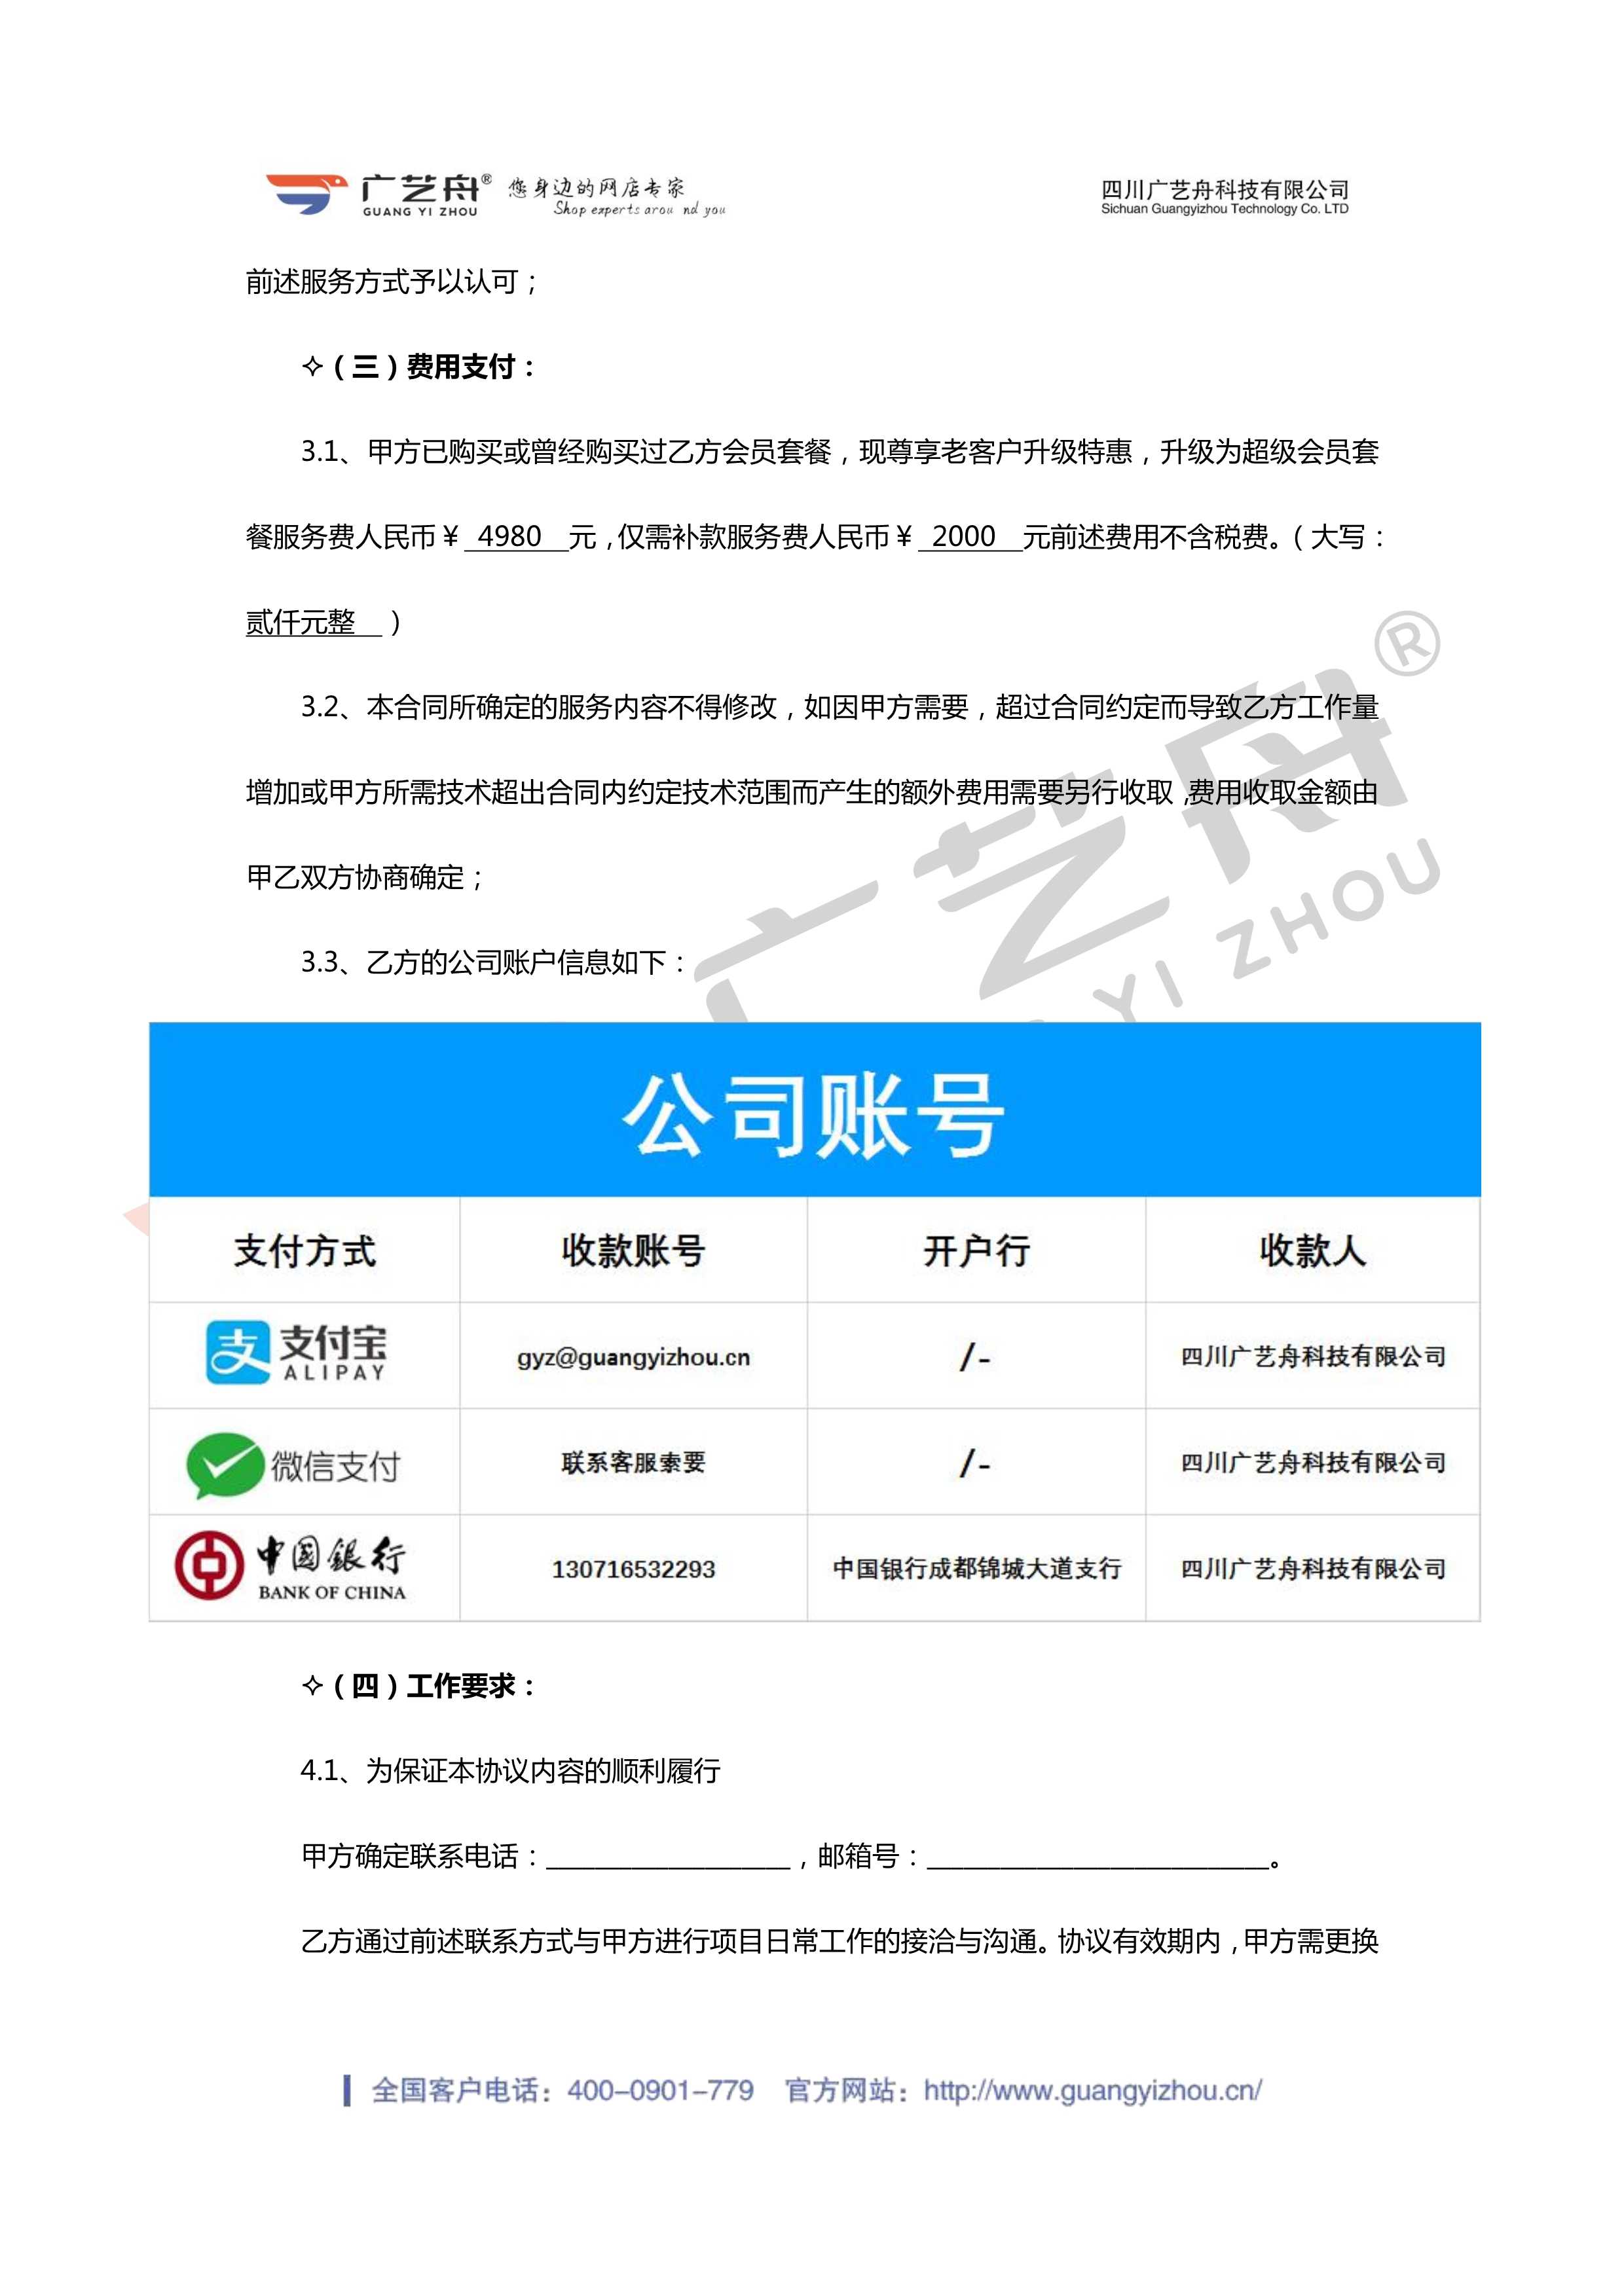 广艺舟® 您身边的网店专家
GUANG YI ZHOU Shop experts arou nd you
四川广艺舟科技有限公司
Sichuan Guangyizhou Technology Co. LTD
前述服务方式予以认可；
✧（三）费用支付：
3.1、甲方已购买或曾经购买过乙方会员套餐，现尊享老客户升级特惠，升级为超级会员套
餐服务费人民币￥ 4980 元，仅需补款服务费人民币￥ 2000 元前述费用不含税费。（大写：
贰仟元整 ）
3.2、本合同所确定的服务内容不得修改，如因甲方需要，超过合同约定而导致乙方工作量
增加或甲方所需技术超出合同内约定技术范围而产生的额外费用需要另行收取，费用收取金额由
甲乙双方协商确定；
3.3、乙方的公司账户信息如下：
广艺舟®
YI ZHOU
公司账号
支付方式 收款账号 开户行 收款人
支 支付宝 ALIPAY gyz@guangyizhou.cn /- 四川广艺舟科技有限公司
微信支付 联系客服索要 /- 四川广艺舟科技有限公司
中国银行 BANK OF CHINA 130716532293 中国银行成都锦城大道支行 四川广艺舟科技有限公司
✧（四）工作要求：
4.1、为保证本协议内容的顺利履行
甲方确定联系电话：__________________，邮箱号：_________________________。
乙方通过前述联系方式与甲方进行项目日常工作的接洽与沟通。协议有效期内，甲方需更换
全国客户电话：400-0901-779 官方网站：http://www.guangyizhou.cn/